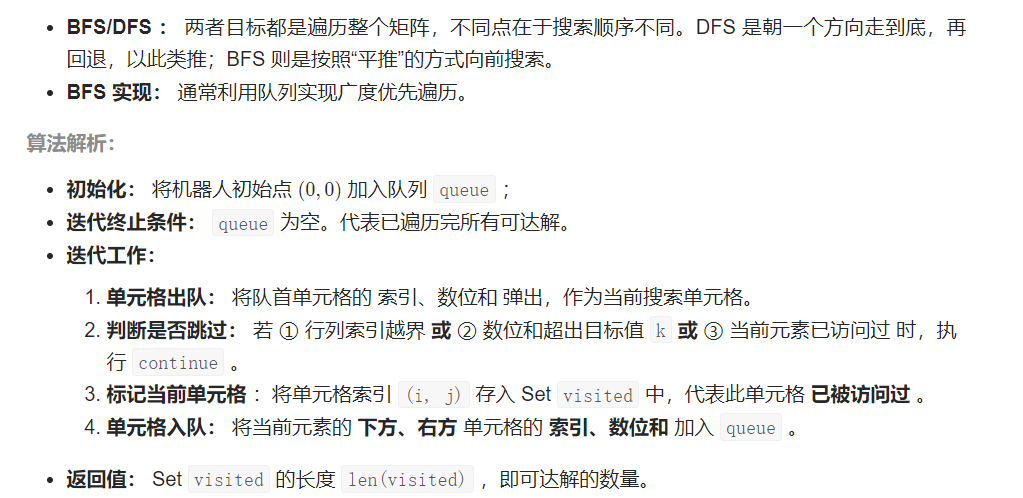 • BFS/DFS : 两者目标都是遍历整个矩阵，不同点在于搜索顺序不同。DFS 是朝一个方向走到底，再
回退，以此类推；BFS 则是按照“平推”的方式向前搜索。
• BFS 实现： 通常利用队列实现广度优先遍历。
算法解析：
• 初始化： 将机器人初始点 (0, 0) 加入队列 queue ；
• 迭代终止条件： queue 为空。代表已遍历完所有可达解。
• 迭代工作：
1. 单元格出队： 将队首单元格的 索引、数位和 弹出，作为当前搜索单元格。
2. 判断是否跳过： 若 ① 行列索引越界 或 ② 数位和超出目标值 k 或 ③ 当前元素已访问过 时，执
行 continue 。
3. 标记当前单元格 ：将单元格索引 (i, j) 存入 Set visited 中，代表此单元格 已被访问过 。
4. 单元格入队： 将当前元素的 下方、右方 单元格的 索引、数位和 加入 queue 。
• 返回值： Set visited 的长度 len(visited) ，即可达解的数量。